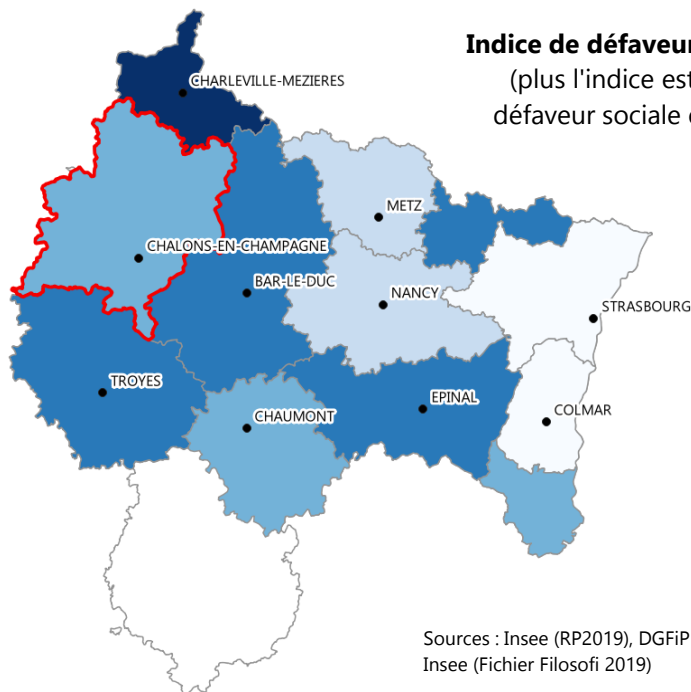 Indice de défaveur
(plus l'indice est
défaveur sociale
CHARLEVILLE-MEZIERES
METZ
CHALONS-EN-CHAMPAGNE
BAR-LE-DUC
NANCY
STRASBOURG
TROYES
EPINAL
CHAUMONT
COLMAR
Sources : Insee (RP2019), DGFiP
Insee (Fichier Filosofi 2019)